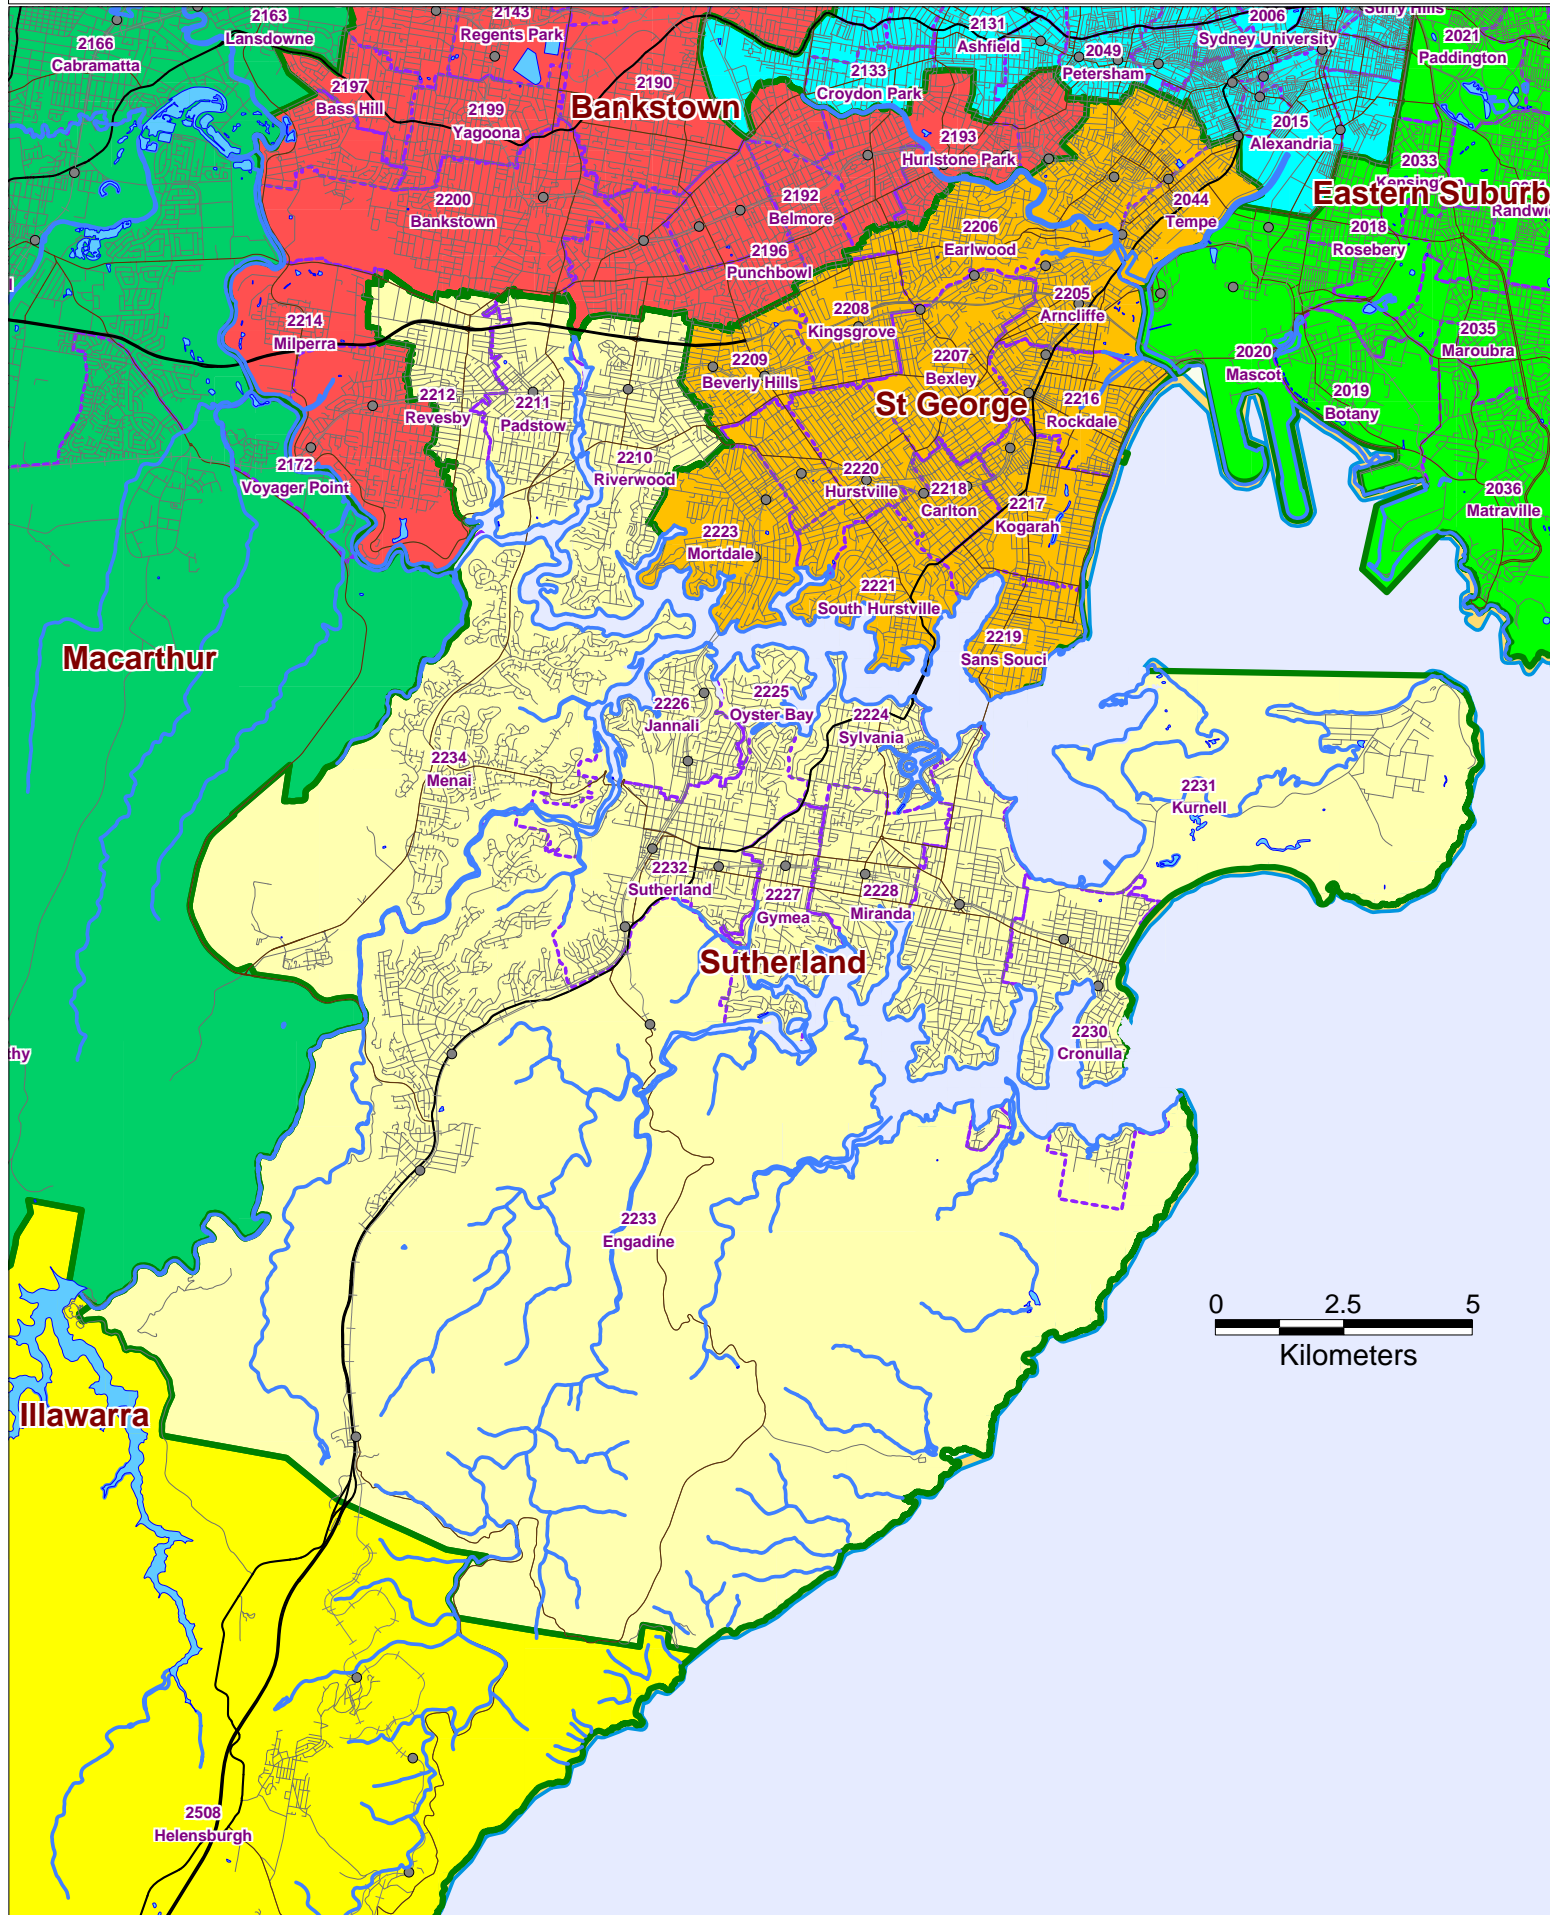 2163
Lansdowne
2143
Regents Park
2166
Cabramatta
2131
Ashfield
2006
Sydney University
Surry Hills
2021
Paddington
2049
Petersham
2133
Croydon Park
2190
Bankstown
2197
Bass Hill
2199
Yagoona
2193
Hurlstone Park
2015
Alexandria
2033
Eastern Suburb
2200
Bankstown
2192
Belmore
2044
Tempe
2206
Earlwood
2018
Rosebery
2196
Punchbowl
2205
Arncliffe
2208
Kingsgrove
2214
Milperra
2035
Maroubra
2020
Mascot
2209
Beverly Hills
2207
Bexley
St George
2019
Botany
2212
Revesby
2211
Padstow
2216
Rockdale
2210
Riverwood
2172
Voyager Point
2220
Hurstville
2218
Carlton
2217
Kogarah
2036
Matraville
2223
Mortdale
2221
South Hurstville
2219
Sans Souci
Macarthur
2226
Jannali
2225
Oyster Bay
2224
Sylvania
2234
Menai
2231
Kurnell
2232
Sutherland
2227
Gymea
2228
Miranda
Sutherland
2230
Cronulla
thy
2233
Engadine
0 2.5 5
Kilometers
Illawarra
2508
Helensburgh